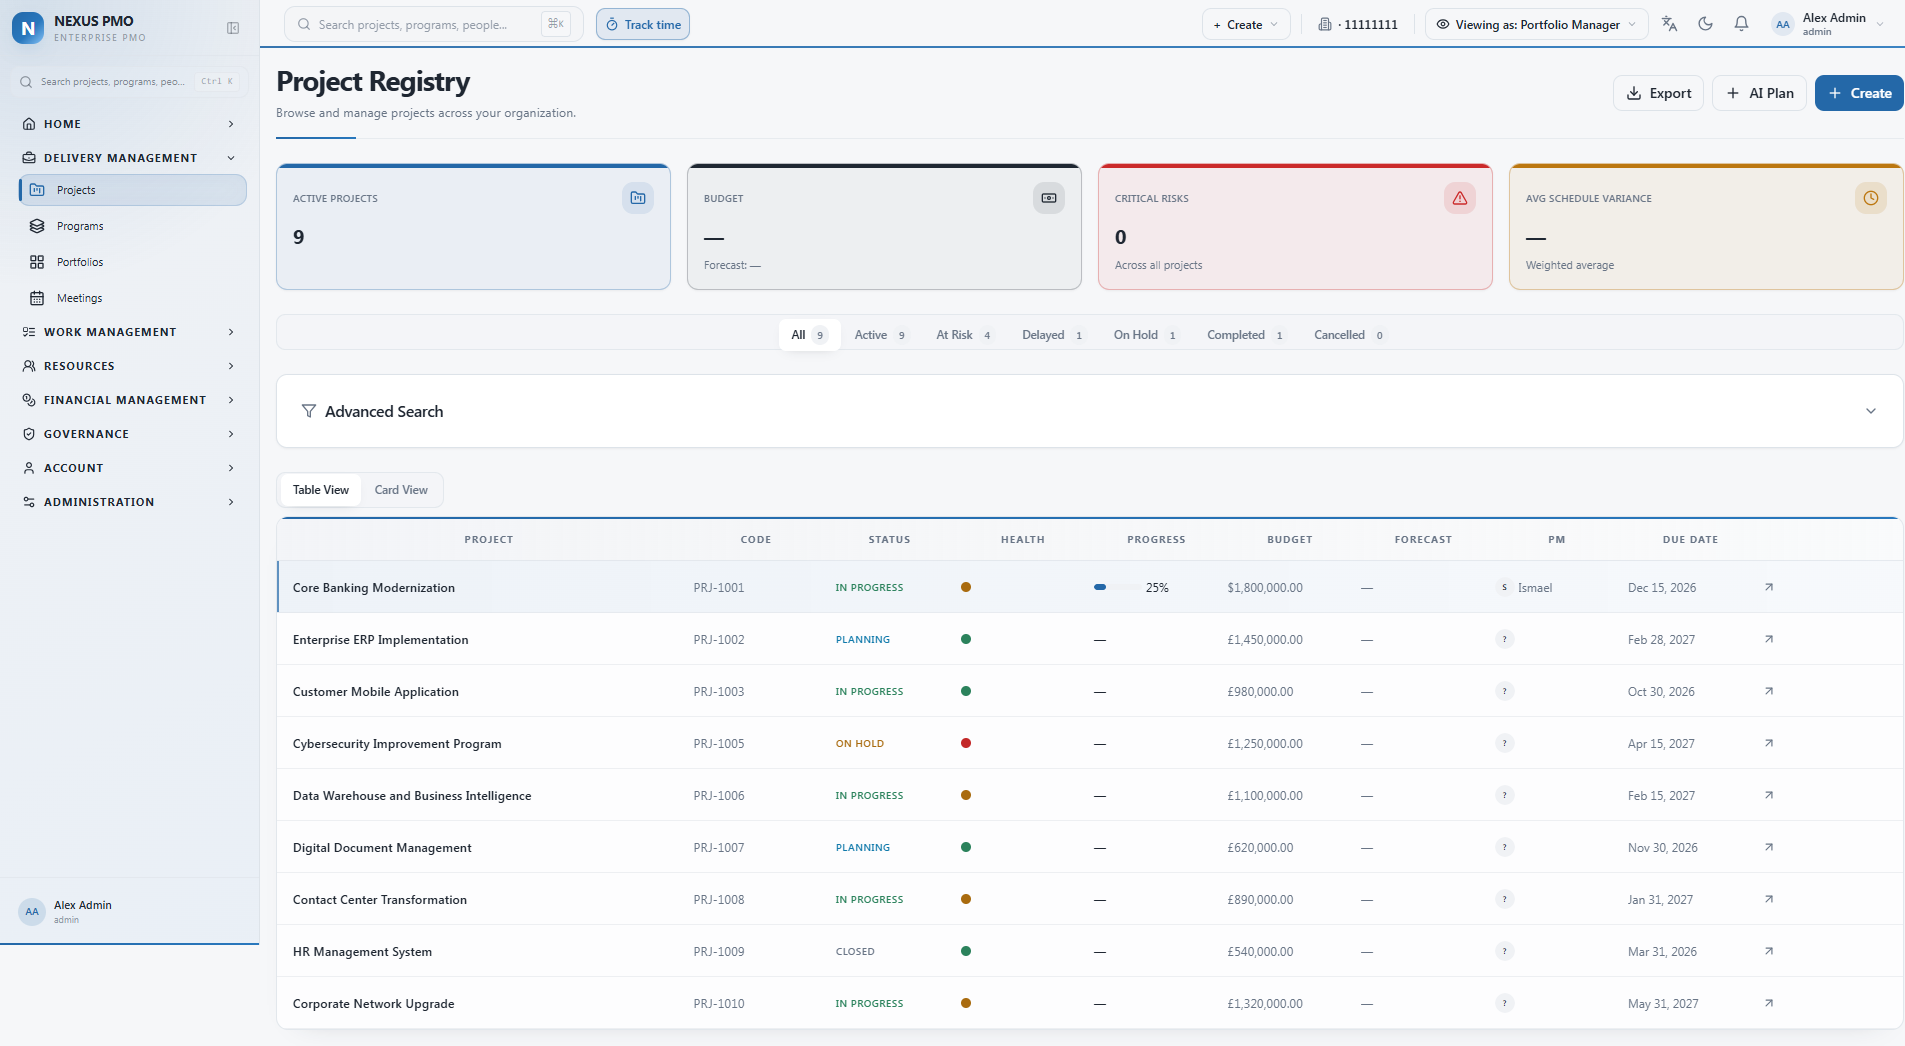 N
NEXUS PMO
ENTERPRISE PMO
Search projects, programs, peo...
Ctrl K
HOME
DELIVERY MANAGEMENT
Projects
Programs
Portfolios
Meetings
WORK MANAGEMENT
RESOURCES
FINANCIAL MANAGEMENT
GOVERNANCE
ACCOUNT
ADMINISTRATION
AA
Alex Admin
admin
Search projects, programs, people...
⌘K
Track time
+ Create
· 11111111
Viewing as: Portfolio Manager
AA
Alex Admin
admin
Project Registry
Browse and manage projects across your organization.
Export
+ AI Plan
+ Create
ACTIVE PROJECTS
9
BUDGET
—
Forecast: —
CRITICAL RISKS
0
Across all projects
AVG SCHEDULE VARIANCE
—
Weighted average
All 9 Active 9 At Risk 4 Delayed 1 On Hold 1 Completed 1 Cancelled 0
Advanced Search
Table View Card View
PROJECT CODE STATUS HEALTH PROGRESS BUDGET FORECAST PM DUE DATE
Core Banking Modernization PRJ-1001 IN PROGRESS 25% $1,800,000.00 — S Ismael Dec 15, 2026
Enterprise ERP Implementation PRJ-1002 PLANNING — £1,450,000.00 — ? Feb 28, 2027
Customer Mobile Application PRJ-1003 IN PROGRESS — £980,000.00 — ? Oct 30, 2026
Cybersecurity Improvement Program PRJ-1005 ON HOLD — £1,250,000.00 — ? Apr 15, 2027
Data Warehouse and Business Intelligence PRJ-1006 IN PROGRESS — £1,100,000.00 — ? Feb 15, 2027
Digital Document Management PRJ-1007 PLANNING — £620,000.00 — ? Nov 30, 2026
Contact Center Transformation PRJ-1008 IN PROGRESS — £890,000.00 — ? Jan 31, 2027
HR Management System PRJ-1009 CLOSED — £540,000.00 — ? Mar 31, 2026
Corporate Network Upgrade PRJ-1010 IN PROGRESS — £1,320,000.00 — ? May 31, 2027